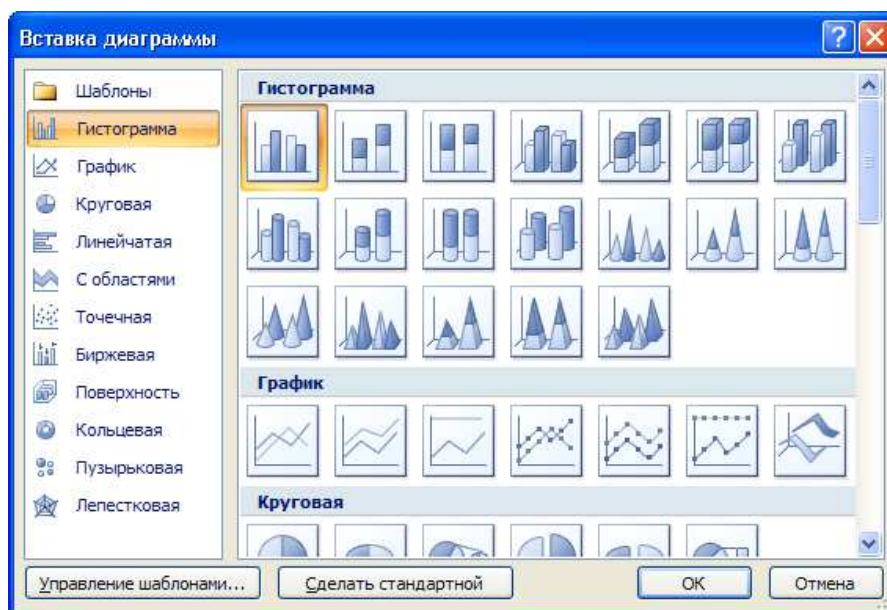 Вставка диаграммы
Шаблоны
Гистограмма
График
Круговая
Линейчатая
С областями
Точечная
Биржевая
Поверхность
Кольцевая
Пузырьковая
Лепестковая
Гистограмма
График
Круговая
Управление шаблонами...
Сделать стандартной
ОК
Отмена